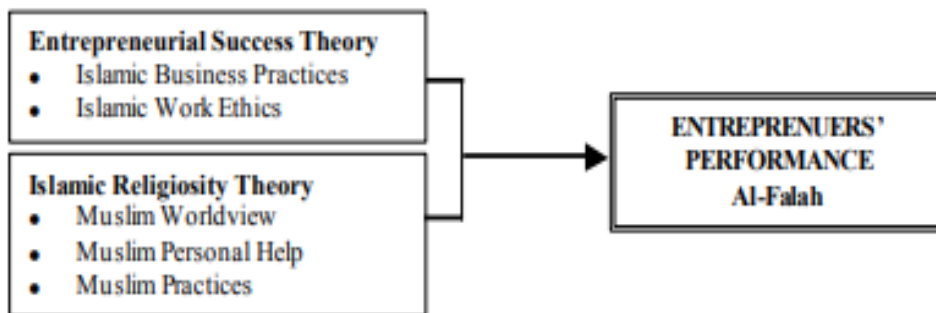 Entrepreneurial Success Theory
• Islamic Business Practices
• Islamic Work Ethics
Islamic Religiosity Theory
• Muslim Worldview
• Muslim Personal Help
• Muslim Practices
ENTREPRENUERS’
PERFORMANCE
Al-Falah